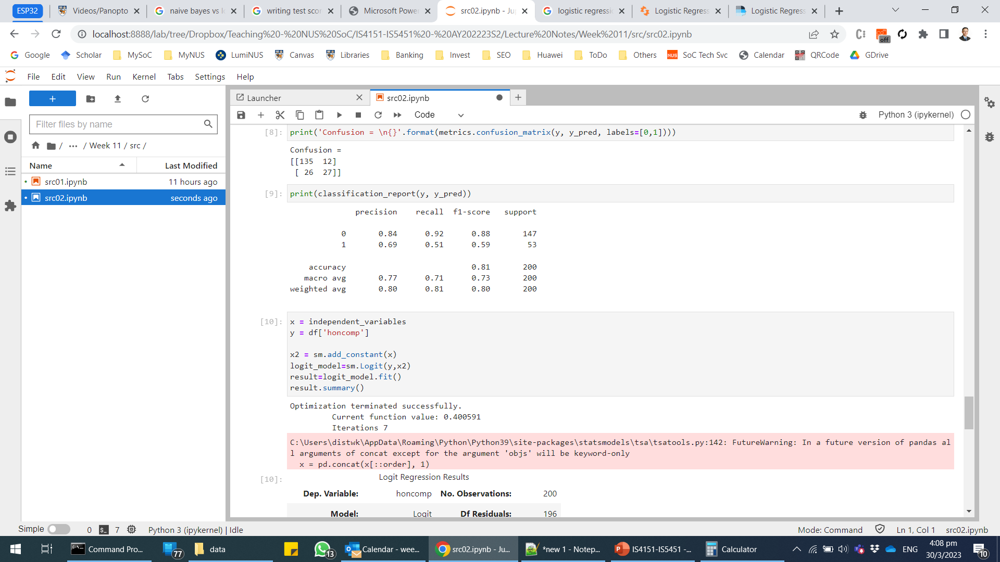 ESP32
Videos/Panopto
naive bayes vs l
writing test scor
Microsoft Power
src02.ipynb - Ju
logistic regressi
Logistic Regress
Logistic Regress
localhost:8888/lab/tree/Dropbox/Teaching%20-%20NUS%20SoC/IS4151-IS5451%20-%20AY202223S2/Lecture%20Notes/Week%2011/src/src02.ipynb
off
Google Scholar MySoC MyNUS LumiNUS Canvas Libraries Banking Invest SEO Huawei ToDo Others SoC Tech Svc Calendar QRCode GDrive
File Edit View Run Kernel Tabs Settings Help
Filter files by name
/ ... / Week 11 / src /
Name Last Modified
src01.ipynb 11 hours ago
src02.ipynb seconds ago
Launcher src02.ipynb
Code Python 3 (ipykernel)
[8]: print('Confusion = \n{}'.format(metrics.confusion_matrix(y, y_pred, labels=[0,1])))
Confusion =
[[135 12]
[ 26 27]]
[9]: print(classification_report(y, y_pred))
precision recall f1-score support
0 0.84 0.92 0.88 147
1 0.69 0.51 0.59 53
accuracy 0.81 200
macro avg 0.77 0.71 0.73 200
weighted avg 0.80 0.81 0.80 200
[10]: x = independent_variables
y = df['honcomp']
x2 = sm.add_constant(x)
logit_model=sm.Logit(y,x2)
result=logit_model.fit()
result.summary()
Optimization terminated successfully.
Current function value: 0.400591
Iterations 7
C:\Users\distwk\AppData\Roaming\Python\Python39\site-packages\statsmodels\tsa\tsatools.py:142: FutureWarning: In a future version of pandas al
l arguments of concat except for the argument 'objs' will be keyword-only
x = pd.concat(x[::order], 1)
[10]: Logit Regression Results
Dep. Variable: honcomp No. Observations: 200
Model: Logit Df Residuals: 196
Simple 0 7 Python 3 (ipykernel) | Idle Mode: Command Ln 1, Col 1 src02.ipynb
Command Pro... 77 data 13 Calendar - wee... src02.ipynb - Ju... *new 1 - Notep... IS4151-IS5451 -... Calculator ENG 4:08 pm
30/3/2023 10